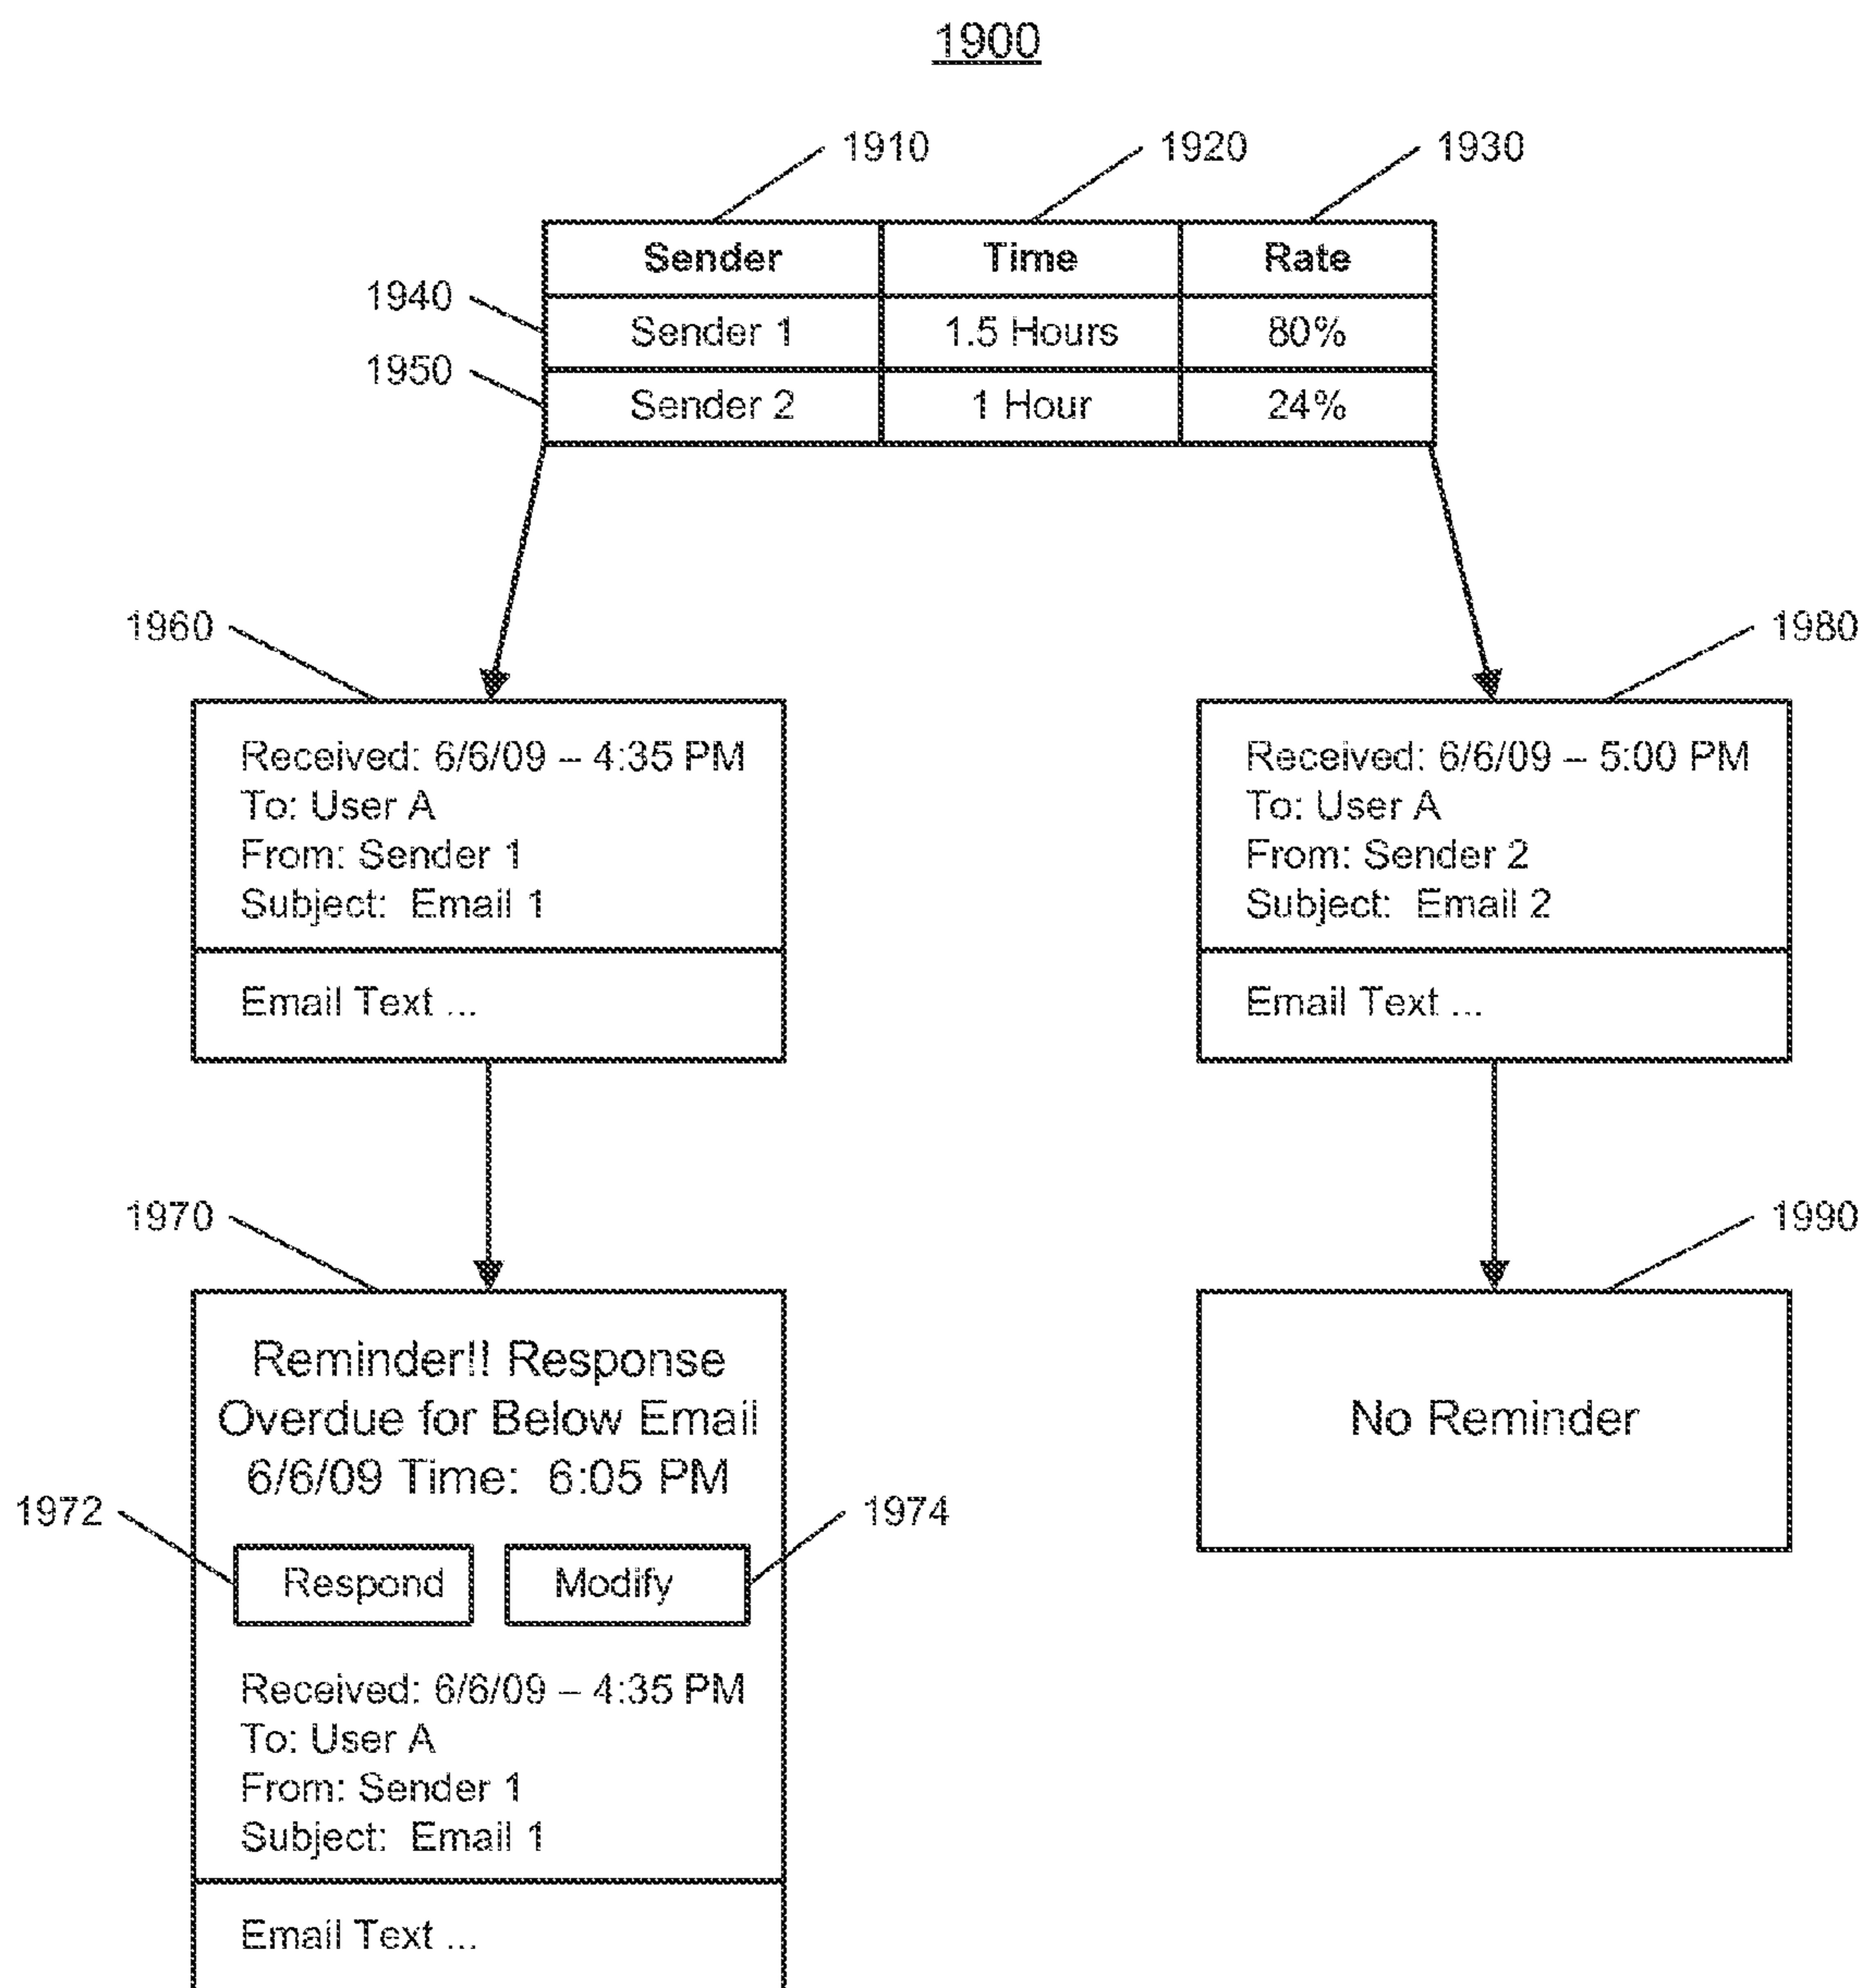 1900
1910 1920 1930
Sender Time Rate
1940
Sender 1 1.5 Hours 80%
1950
Sender 2 1 Hour 24%
1960
Received: 6/6/09 – 4:35 PM
To: User A
From: Sender 1
Subject: Email 1
Email Text ...
1980
Received: 6/6/09 – 5:00 PM
To: User A
From: Sender 2
Subject: Email 2
Email Text ...
1970
Reminder!! Response
Overdue for Below Email
6/6/09 Time: 6:05 PM
1972 1974
Respond Modify
Received: 6/6/09 – 4:35 PM
To: User A
From: Sender 1
Subject: Email 1
Email Text ...
1990
No Reminder